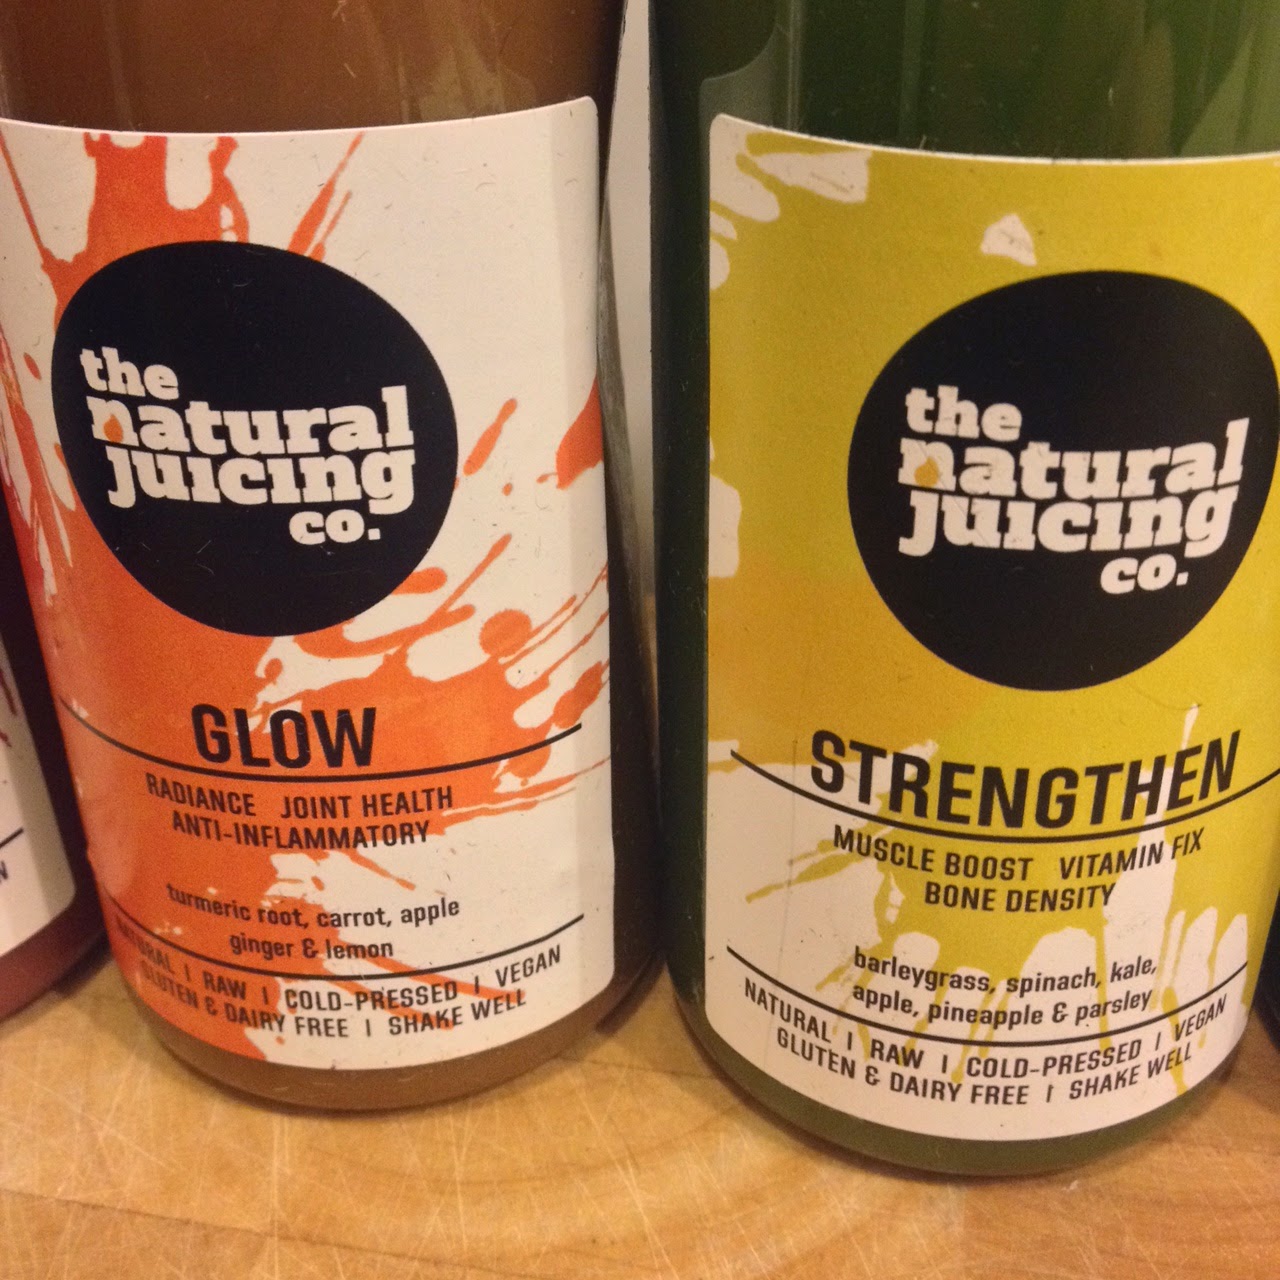 the
natural
juicing
co.
GLOW
RADIANCE JOINT HEALTH
ANTI-INFLAMMATORY
turmeric root, carrot, apple
ginger & lemon
NATURAL | RAW | COLD-PRESSED | VEGAN
GLUTEN & DAIRY FREE | SHAKE WELL
the
natural
juicing
co.
STRENGTHEN
MUSCLE BOOST VITAMIN FIX
BONE DENSITY
barleygrass, spinach, kale,
apple, pineapple & parsley
NATURAL | RAW | COLD-PRESSED | VEGAN
GLUTEN & DAIRY FREE | SHAKE WELL